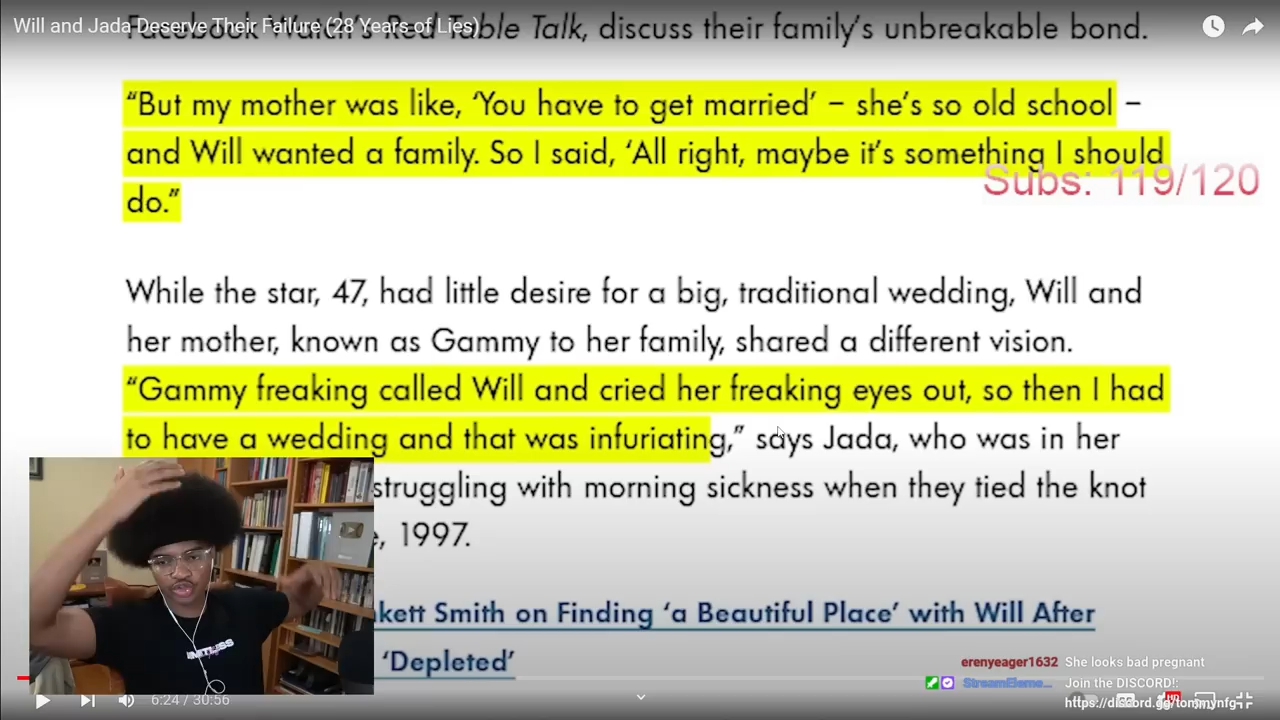 Will and Jada Deserve Their Failure (28 Years of Lies)
Facebook Watch's Red Table Talk, discuss their family's unbreakable bond.
“But my mother was like, ‘You have to get married’ – she’s so old school –
and Will wanted a family. So I said, ‘All right, maybe it’s something I should
do.”
Subs: 119/120
While the star, 47, had little desire for a big, traditional wedding, Will and
her mother, known as Gammy to her family, shared a different vision.
“Gammy freaking called Will and cried her freaking eyes out, so then I had
to have a wedding and that was infuriating,” says Jada, who was in her
struggling with morning sickness when they tied the knot
, 1997.
kett Smith on Finding ‘a Beautiful Place’ with Will After
‘Depleted’
erenyeager1632 She looks bad pregnant
StreamEleme... Join the DISCORD!:
https://discord.gg/tommynfg
6:24 / 30:56